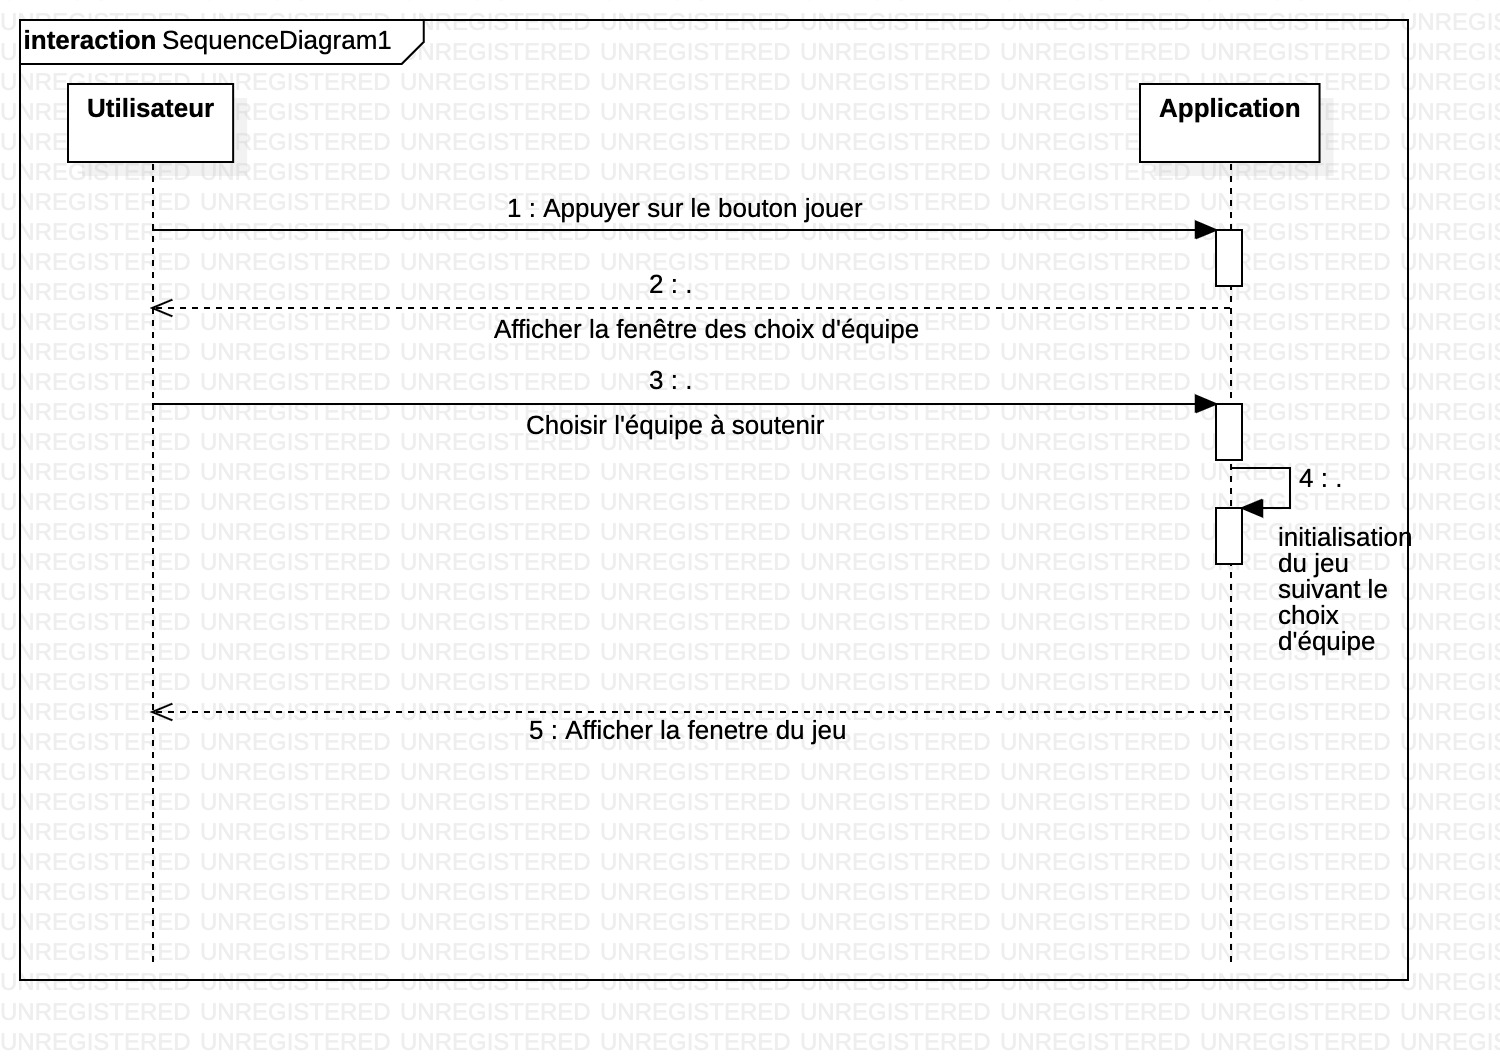 interaction SequenceDiagram1
Utilisateur
Application
1 : Appuyer sur le bouton jouer
2 : .
Afficher la fenêtre des choix d'équipe
3 : .
Choisir l'équipe à soutenir
4 : .
initialisation
du jeu
suivant le
choix
d'équipe
5 : Afficher la fenetre du jeu
UNREGISTERED